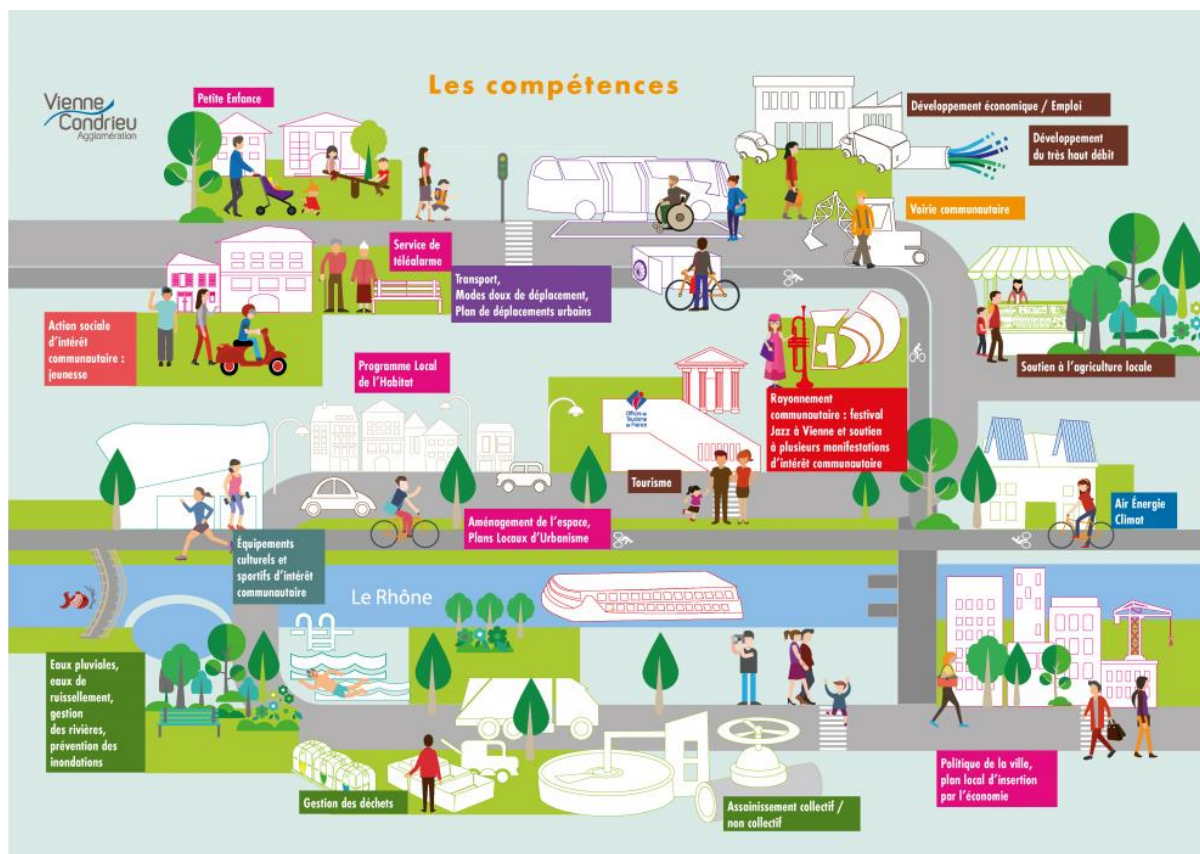 Les compétences
Vienne
Condrieu
Agglomération
Petite Enfance
Développement économique / Emploi
Développement
du très haut débit
Voirie communautaire
Service de
téléalarme
Transport,
Modes doux de déplacement,
Plan de déplacements urbains
Action sociale
d'intérêt
communautaire :
jeunesse
Programme Local
de l'Habitat
Soutien à l'agriculture locale
Offices de
Tourisme
de France
Rayonnement
communautaire : festival
Jazz à Vienne et soutien
à plusieurs manifestations
d'intérêt communautaire
Tourisme
Air Énergie
Climat
Aménagement de l'espace,
Plans Locaux d'Urbanisme
Équipements
culturels et
sportifs d'intérêt
communautaire
Le Rhône
Eaux pluviales,
eaux de
ruissellement,
gestion
des rivières,
prévention des
inondations
Politique de la ville,
plan local d'insertion
par l'économie
Gestion des déchets
Assainissement collectif /
non collectif